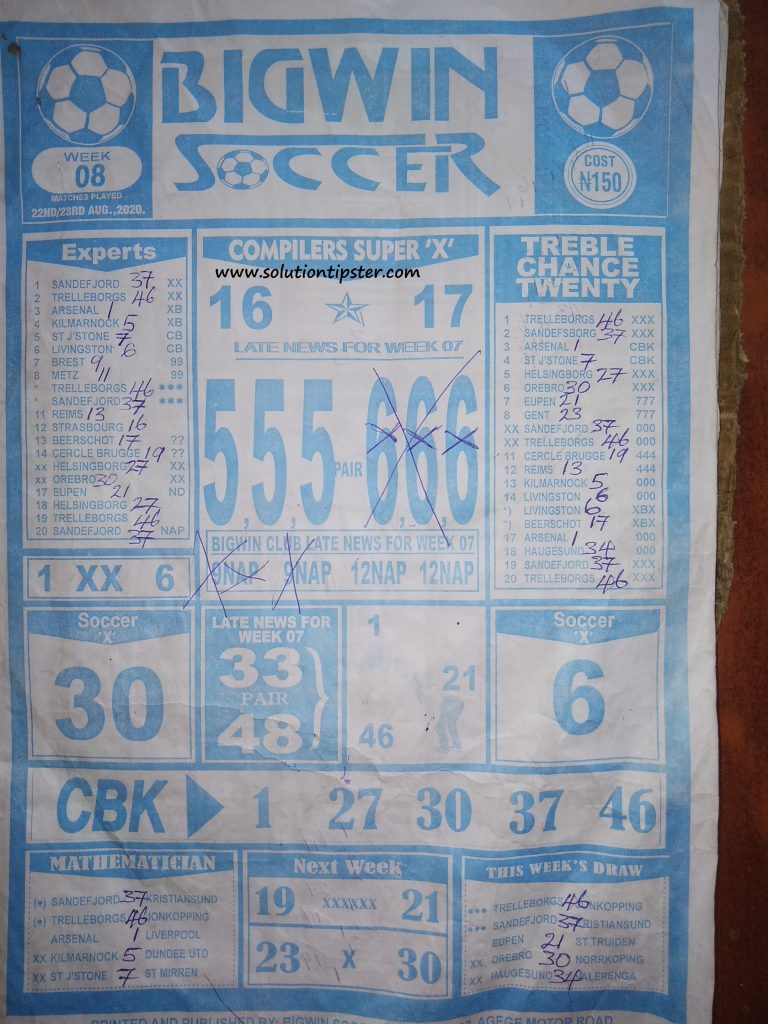 BIGWIN
SOCCER
WEEK
08
MATCHES PLAYED
22ND/23RD AUG.,2020.
COST
₦150
Experts
1 SANDEFJORD 37 XX
2 TRELLEBORGS 46 XX
3 ARSENAL 1 XB
4 KILMARNOCK 5 XB
5 ST J'STONE 7 CB
6 LIVINGSTON 6 CB
7 BREST 9 99
8 METZ 11 99
* TRELLEBORGS 46 ***
* SANDEFJORD 37 ***
11 REIMS 13
12 STRASBOURG 16
13 BEERSCHOT 17 ??
14 CERCLE BRUGGE 19 ??
xx HELSINGBORG 27 XX
xx OREBRO 30 XX
17 EUPEN 21 ND
18 HELSINGBORG 27
19 TRELLEBORGS 46
20 SANDEFJORD 37 NAP
1 XX 6
COMPILERS SUPER 'X'
www.solutiontipster.com
16 17
LATE NEWS FOR WEEK 07
5,5,5 PAIR 6,6,6
x x x
BIGWIN CLUB LATE NEWS FOR WEEK 07
9NAP 9NAP 12NAP 12NAP
TREBLE
CHANCE
TWENTY
1 TRELLEBORGS 46 XXX
2 SANDEFSBORG 37 XXX
3 ARSENAL 1 CBK
4 ST J'STONE 7 CBK
5 HELSINGBORG 27 XXX
6 OREBRO 30 XXX
7 EUPEN 21 777
8 GENT 23 777
XX SANDEFJORD 37 000
XX TRELLEBORGS 46 000
11 CERCLE BRUGGE 19 444
12 REIMS 13 444
13 KILMARNOCK 5 000
14 LIVINGSTON 6 000
*) LIVINGSTON 6 XBX
*) BEERSCHOT 17 XBX
17 ARSENAL 1 000
18 HAUGESUND 34 000
19 SANDEFJORD 37 XXX
20 TRELLEBORGS 46 XXX
Soccer
'X'
30
LATE NEWS FOR
WEEK 07
33
PAIR
48
1
21
46
Soccer
'X'
6
CBK 1 27 30 37 46
MATHEMATICIAN
(•) SANDEFJORD 37 KRISTIANSUND
(•) TRELLEBORGS 46 JONKOPPING
ARSENAL 1 LIVERPOOL
XX KILMARNOCK 5 DUNDEE UTD
XX ST J'STONE 7 ST MIRREN
Next Week
19 XXXXXX 21
23 X 30
THIS WEEK'S DRAW
••• TRELLEBORGS 46 JONKOPPING
••• SANDEFJORD 37 KRISTIANSUND
EUPEN 21 ST TRUIDEN
XX OREBRO 30 NORRKOPING
XX HAUGESUND 34 VALERENGA
PRINTED AND PUBLISHED BY: BIGWIN AGEGE MOTOR ROAD